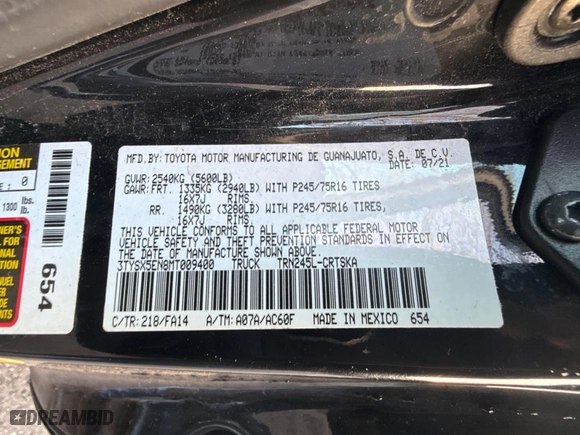 MFD.BY: TOYOTA MOTOR MANUFACTURING DE GUANAJUATO, S.A. DE C.V.
07/21
GVWR: 2540KG (5600LB)
GAWR: FRT. 1335KG (2940LB) WITH P245/75R16 TIRES
16X7J RIMS,
RR. 1490KG (3280LB) WITH P245/75R16 TIRES,
16X7J RIMS,
THIS VEHICLE CONFORMS TO ALL APPLICABLE FEDERAL MOTOR
VEHICLE SAFETY AND THEFT PREVENTION STANDARDS IN EFFECT ON
THE DATE OF MANUFACTURE SHOWN ABOVE.
3TYSX5EN8MT009400 TRUCK TRN245L-CRTSKA
C/TR: 218/FA14 A/TM: A07A/AC60F MADE IN MEXICO 654
: 0
1300 lbs.
654
DREAMBID